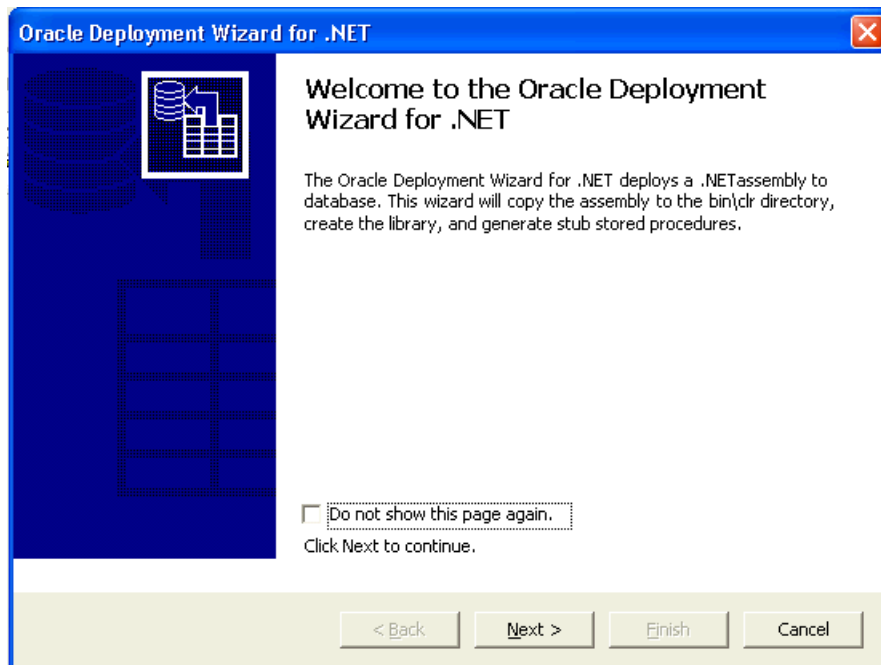 Oracle Deployment Wizard for .NET
Welcome to the Oracle Deployment
Wizard for .NET
The Oracle Deployment Wizard for .NET deploys a .NETassembly to
database. This wizard will copy the assembly to the bin\clr directory,
create the library, and generate stub stored procedures.
Do not show this page again.
Click Next to continue.
< Back Next > Finish Cancel